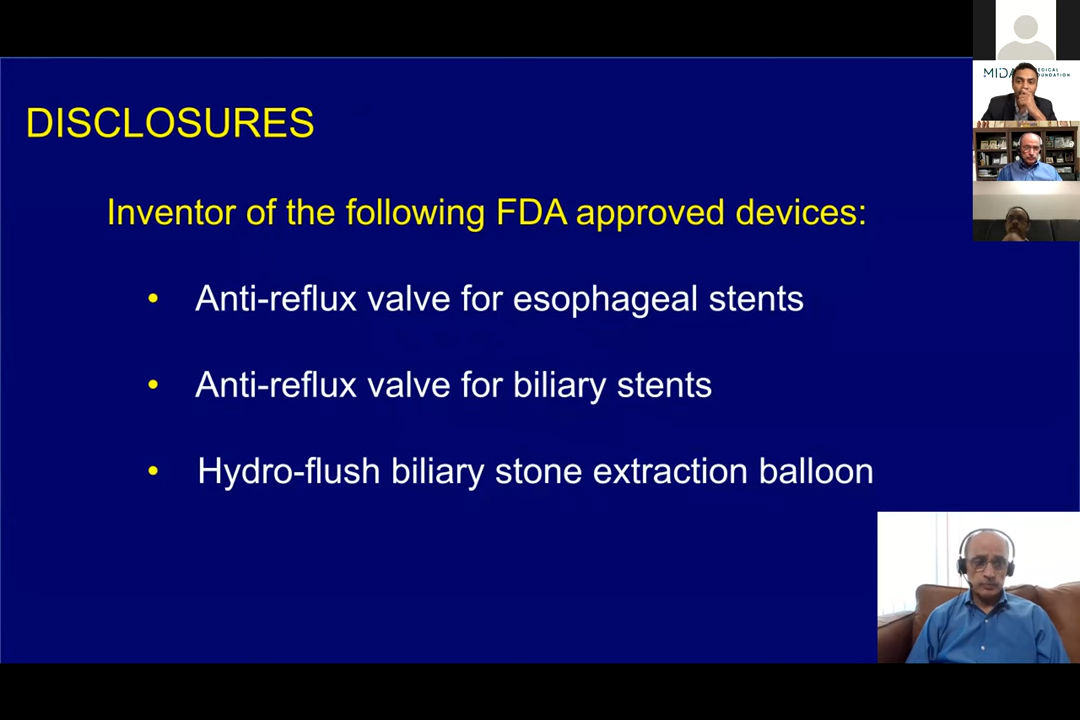 DISCLOSURES
Inventor of the following FDA approved devices:
• Anti-reflux valve for esophageal stents
• Anti-reflux valve for biliary stents
• Hydro-flush biliary stone extraction balloon